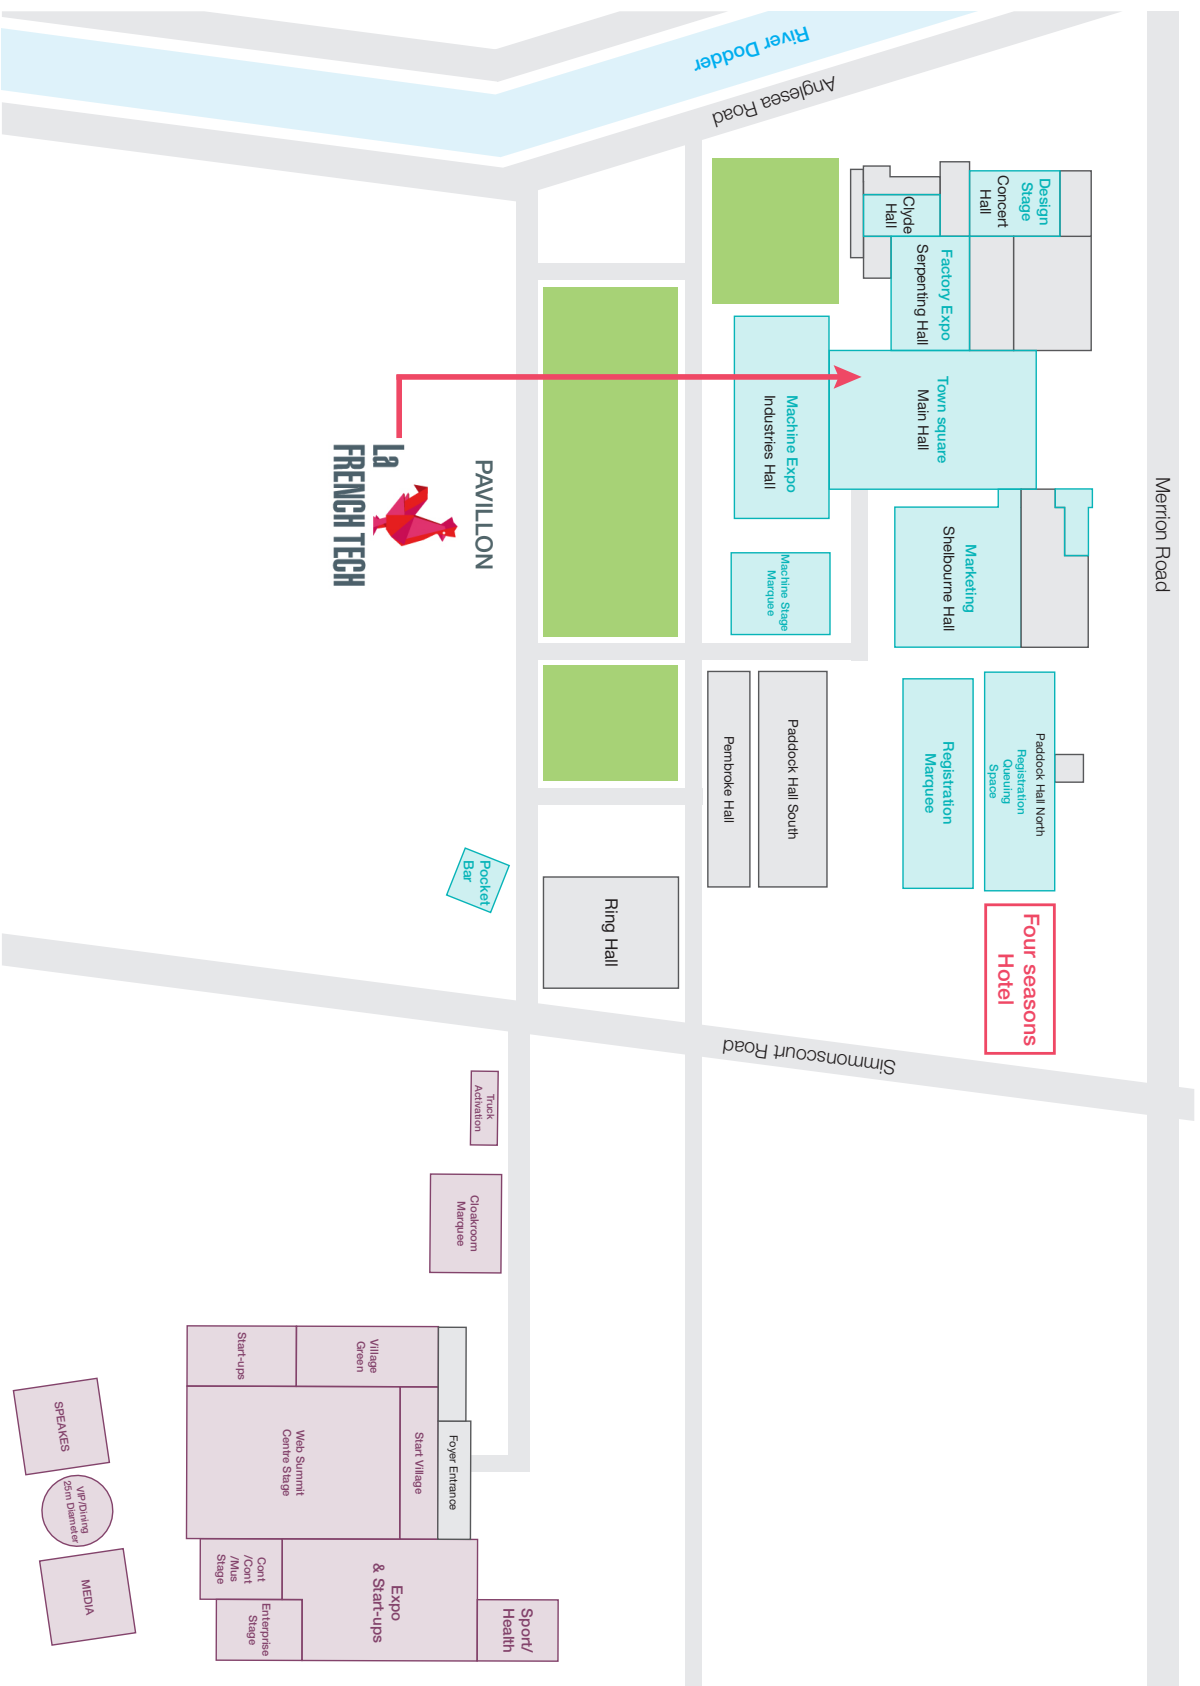 River Dodder
Anglesea Road
Merrion Road
Design
Stage
Concert
Hall
Clyde
Hall
Factory Expo
Serpenting Hall
Town square
Main Hall
Machine Expo
Industries Hall
PAVILLON
La
FRENCH TECH
Marketing
Shelbourne Hall
Machine Stage
Marquee
Paddock Hall North
Registration
Queuing
Space
Registration
Marquee
Paddock Hall South
Pembroke Hall
Four seasons
Hotel
Ring Hall
Pocket
Bar
Simmonscourt Road
Truck
Activation
Cloakroom
Marquee
Village
Green
Start-ups
Foyer Entrance
Start Village
Web Summit
Centre Stage
Expo
& Start-ups
Cont
/Cont
/Mus
Stage
Enterprise
Stage
Sport/
Health
SPEAKES
VIP/Dining
25m Diameter
MEDIA